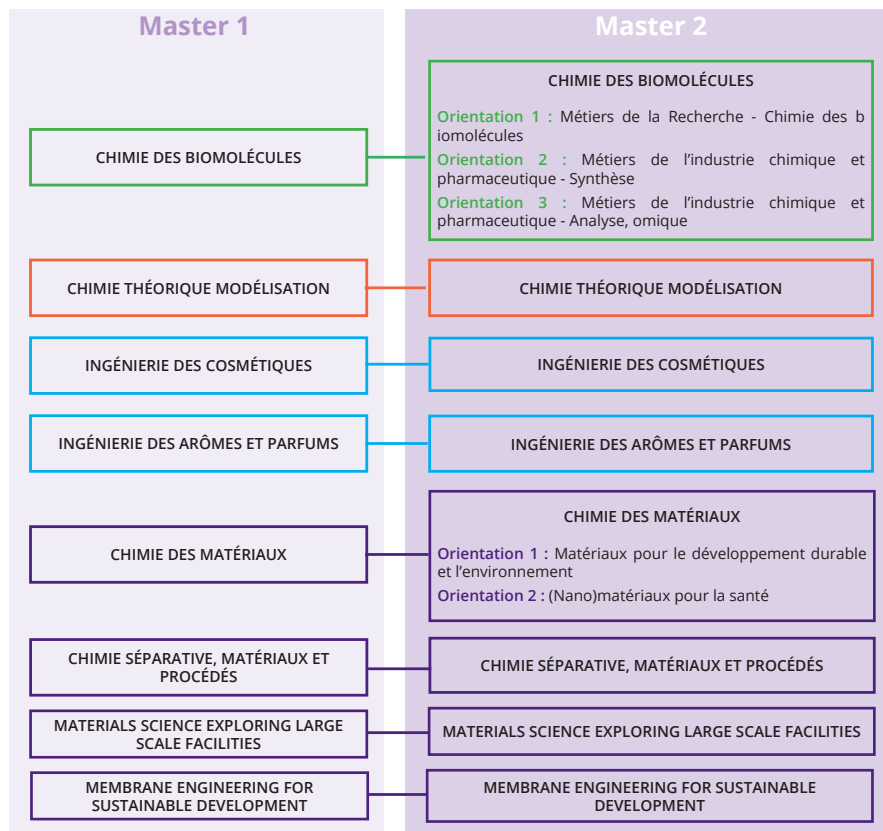 Master 1
Master 2
CHIMIE DES BIOMOLÉCULES
CHIMIE DES BIOMOLÉCULES
Orientation 1 : Métiers de la Recherche - Chimie des b
iomolécules
Orientation 2 : Métiers de l’industrie chimique et
pharmaceutique - Synthèse
Orientation 3 : Métiers de l’industrie chimique et
pharmaceutique - Analyse, omique
CHIMIE THÉORIQUE MODÉLISATION
CHIMIE THÉORIQUE MODÉLISATION
INGÉNIERIE DES COSMÉTIQUES
INGÉNIERIE DES COSMÉTIQUES
INGÉNIERIE DES ARÔMES ET PARFUMS
INGÉNIERIE DES ARÔMES ET PARFUMS
CHIMIE DES MATÉRIAUX
CHIMIE DES MATÉRIAUX
Orientation 1 : Matériaux pour le développement durable
et l’environnement
Orientation 2 : (Nano)matériaux pour la santé
CHIMIE SÉPARATIVE, MATÉRIAUX ET
PROCÉDÉS
CHIMIE SÉPARATIVE, MATÉRIAUX ET PROCÉDÉS
MATERIALS SCIENCE EXPLORING LARGE
SCALE FACILITIES
MATERIALS SCIENCE EXPLORING LARGE SCALE FACILITIES
MEMBRANE ENGINEERING FOR
SUSTAINABLE DEVELOPMENT
MEMBRANE ENGINEERING FOR SUSTAINABLE
DEVELOPMENT